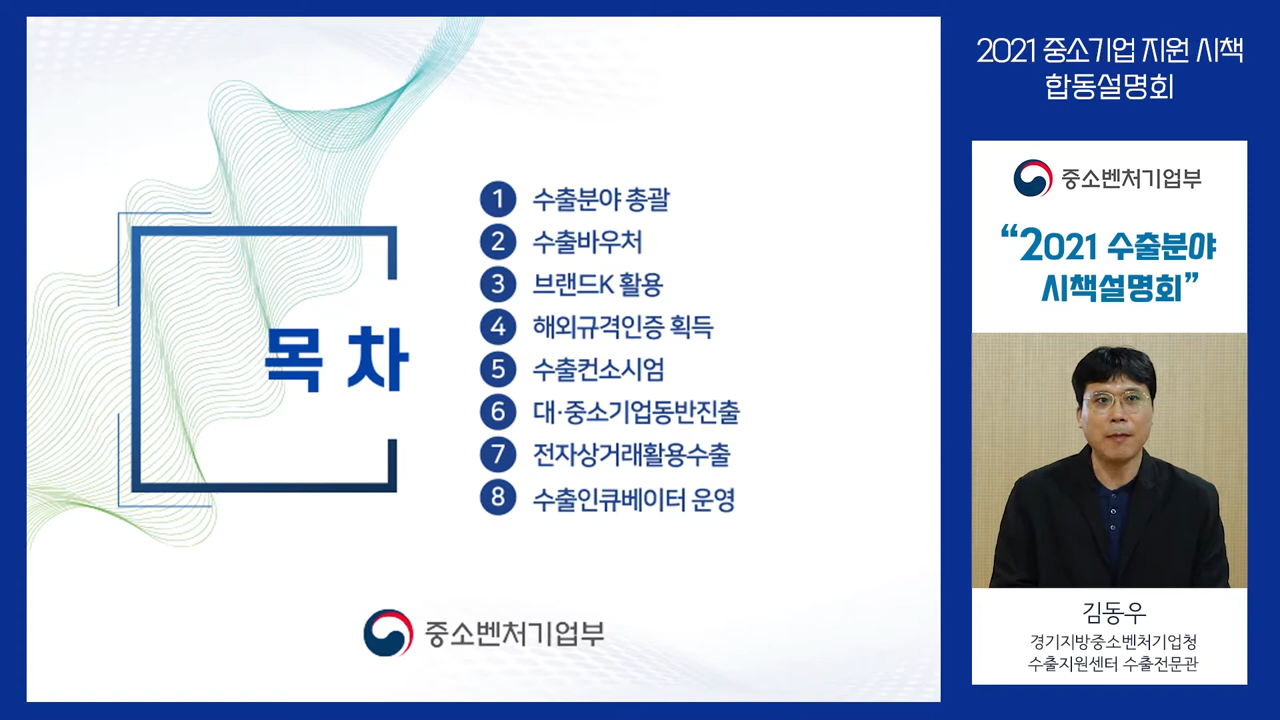 목 차
1 수출분야 총괄
2 수출바우처
3 브랜드K 활용
4 해외규격인증 획득
5 수출컨소시엄
6 대·중소기업동반진출
7 전자상거래활용수출
8 수출인큐베이터 운영
중소벤처기업부
2021 중소기업 지원 시책
합동설명회
중소벤처기업부
“2021 수출분야
시책설명회”
김동우
경기지방중소벤처기업청
수출지원센터 수출전문관